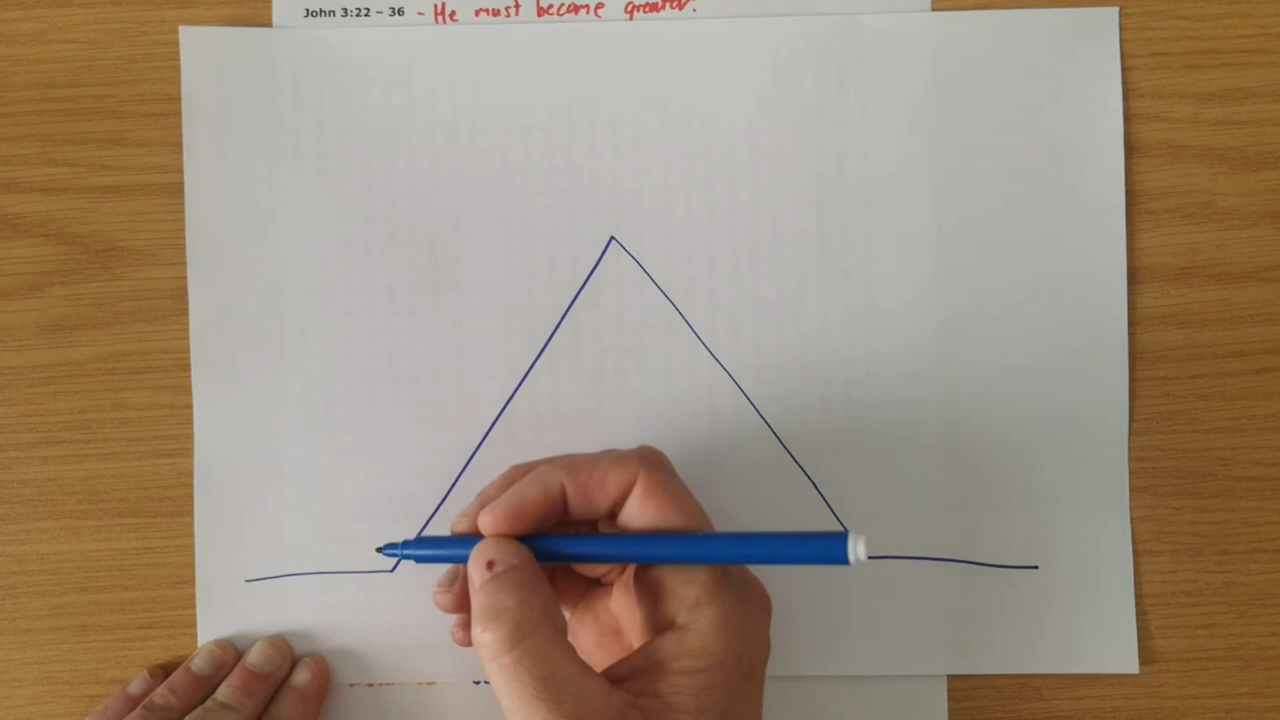 John 3:22 – 36 - He must become greater.